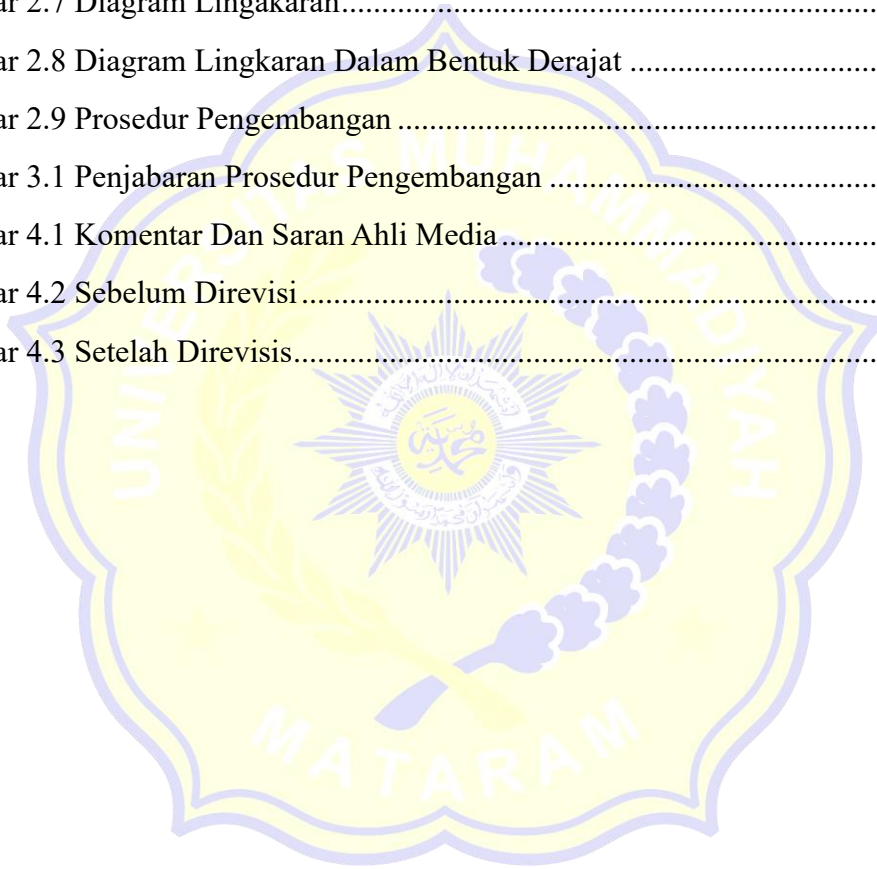 ar 2.7 Diagram Lingakaran
ar 2.8 Diagram Lingkaran Dalam Bentuk Derajat
ar 2.9 Prosedur Pengembangan
ar 3.1 Penjabaran Prosedur Pengembangan
ar 4.1 Komentar Dan Saran Ahli Media
ar 4.2 Sebelum Direvisi
ar 4.3 Setelah Direvisis
UNIVERSITAS MUHAMMADIYAH
MATARAM